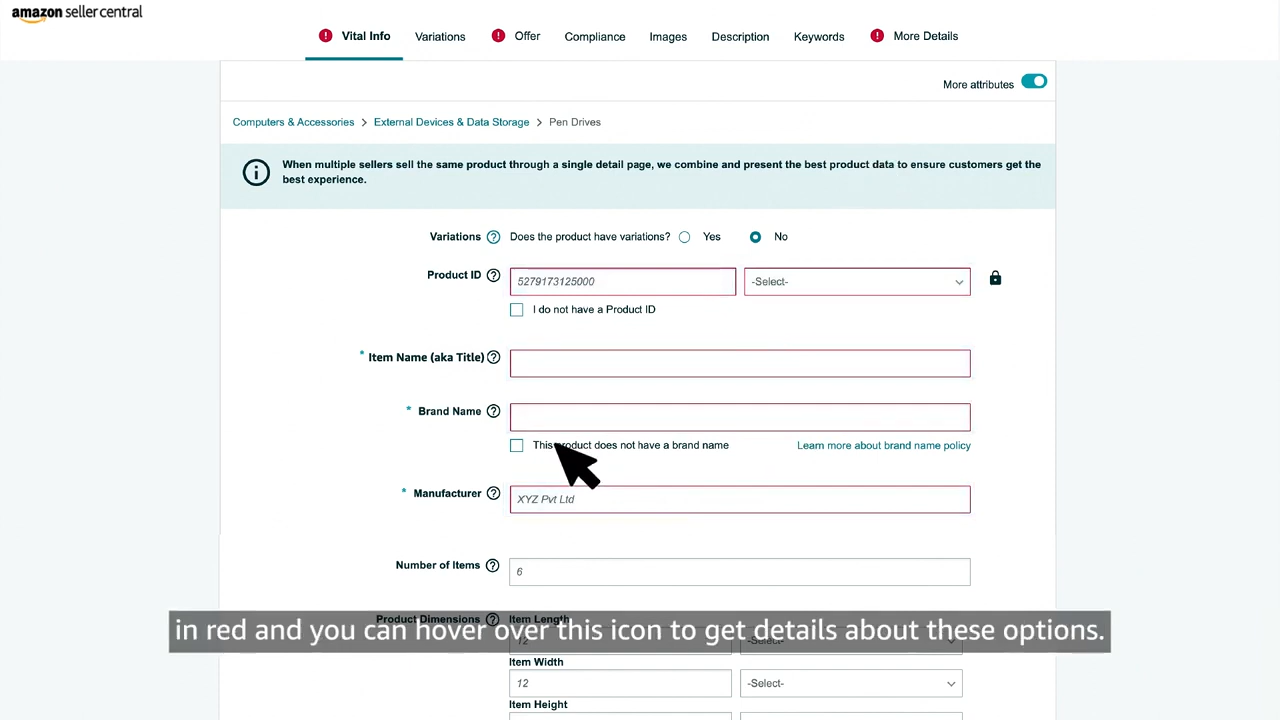 amazon seller central
Vital Info
Variations
Offer
Compliance
Images
Description
Keywords
More Details
More attributes
Computers & Accessories > External Devices & Data Storage > Pen Drives
When multiple sellers sell the same product through a single detail page, we combine and present the best product data to ensure customers get the
best experience.
Variations Does the product have variations? Yes No
Product ID 5279173125000 -Select-
I do not have a Product ID
* Item Name (aka Title)
* Brand Name
This product does not have a brand name Learn more about brand name policy
* Manufacturer XYZ Pvt Ltd
Number of Items 6
Product Dimensions Item Length
in red and you can hover over this icon to get details about these options.
12 -Select-
Item Width
12 -Select-
Item Height